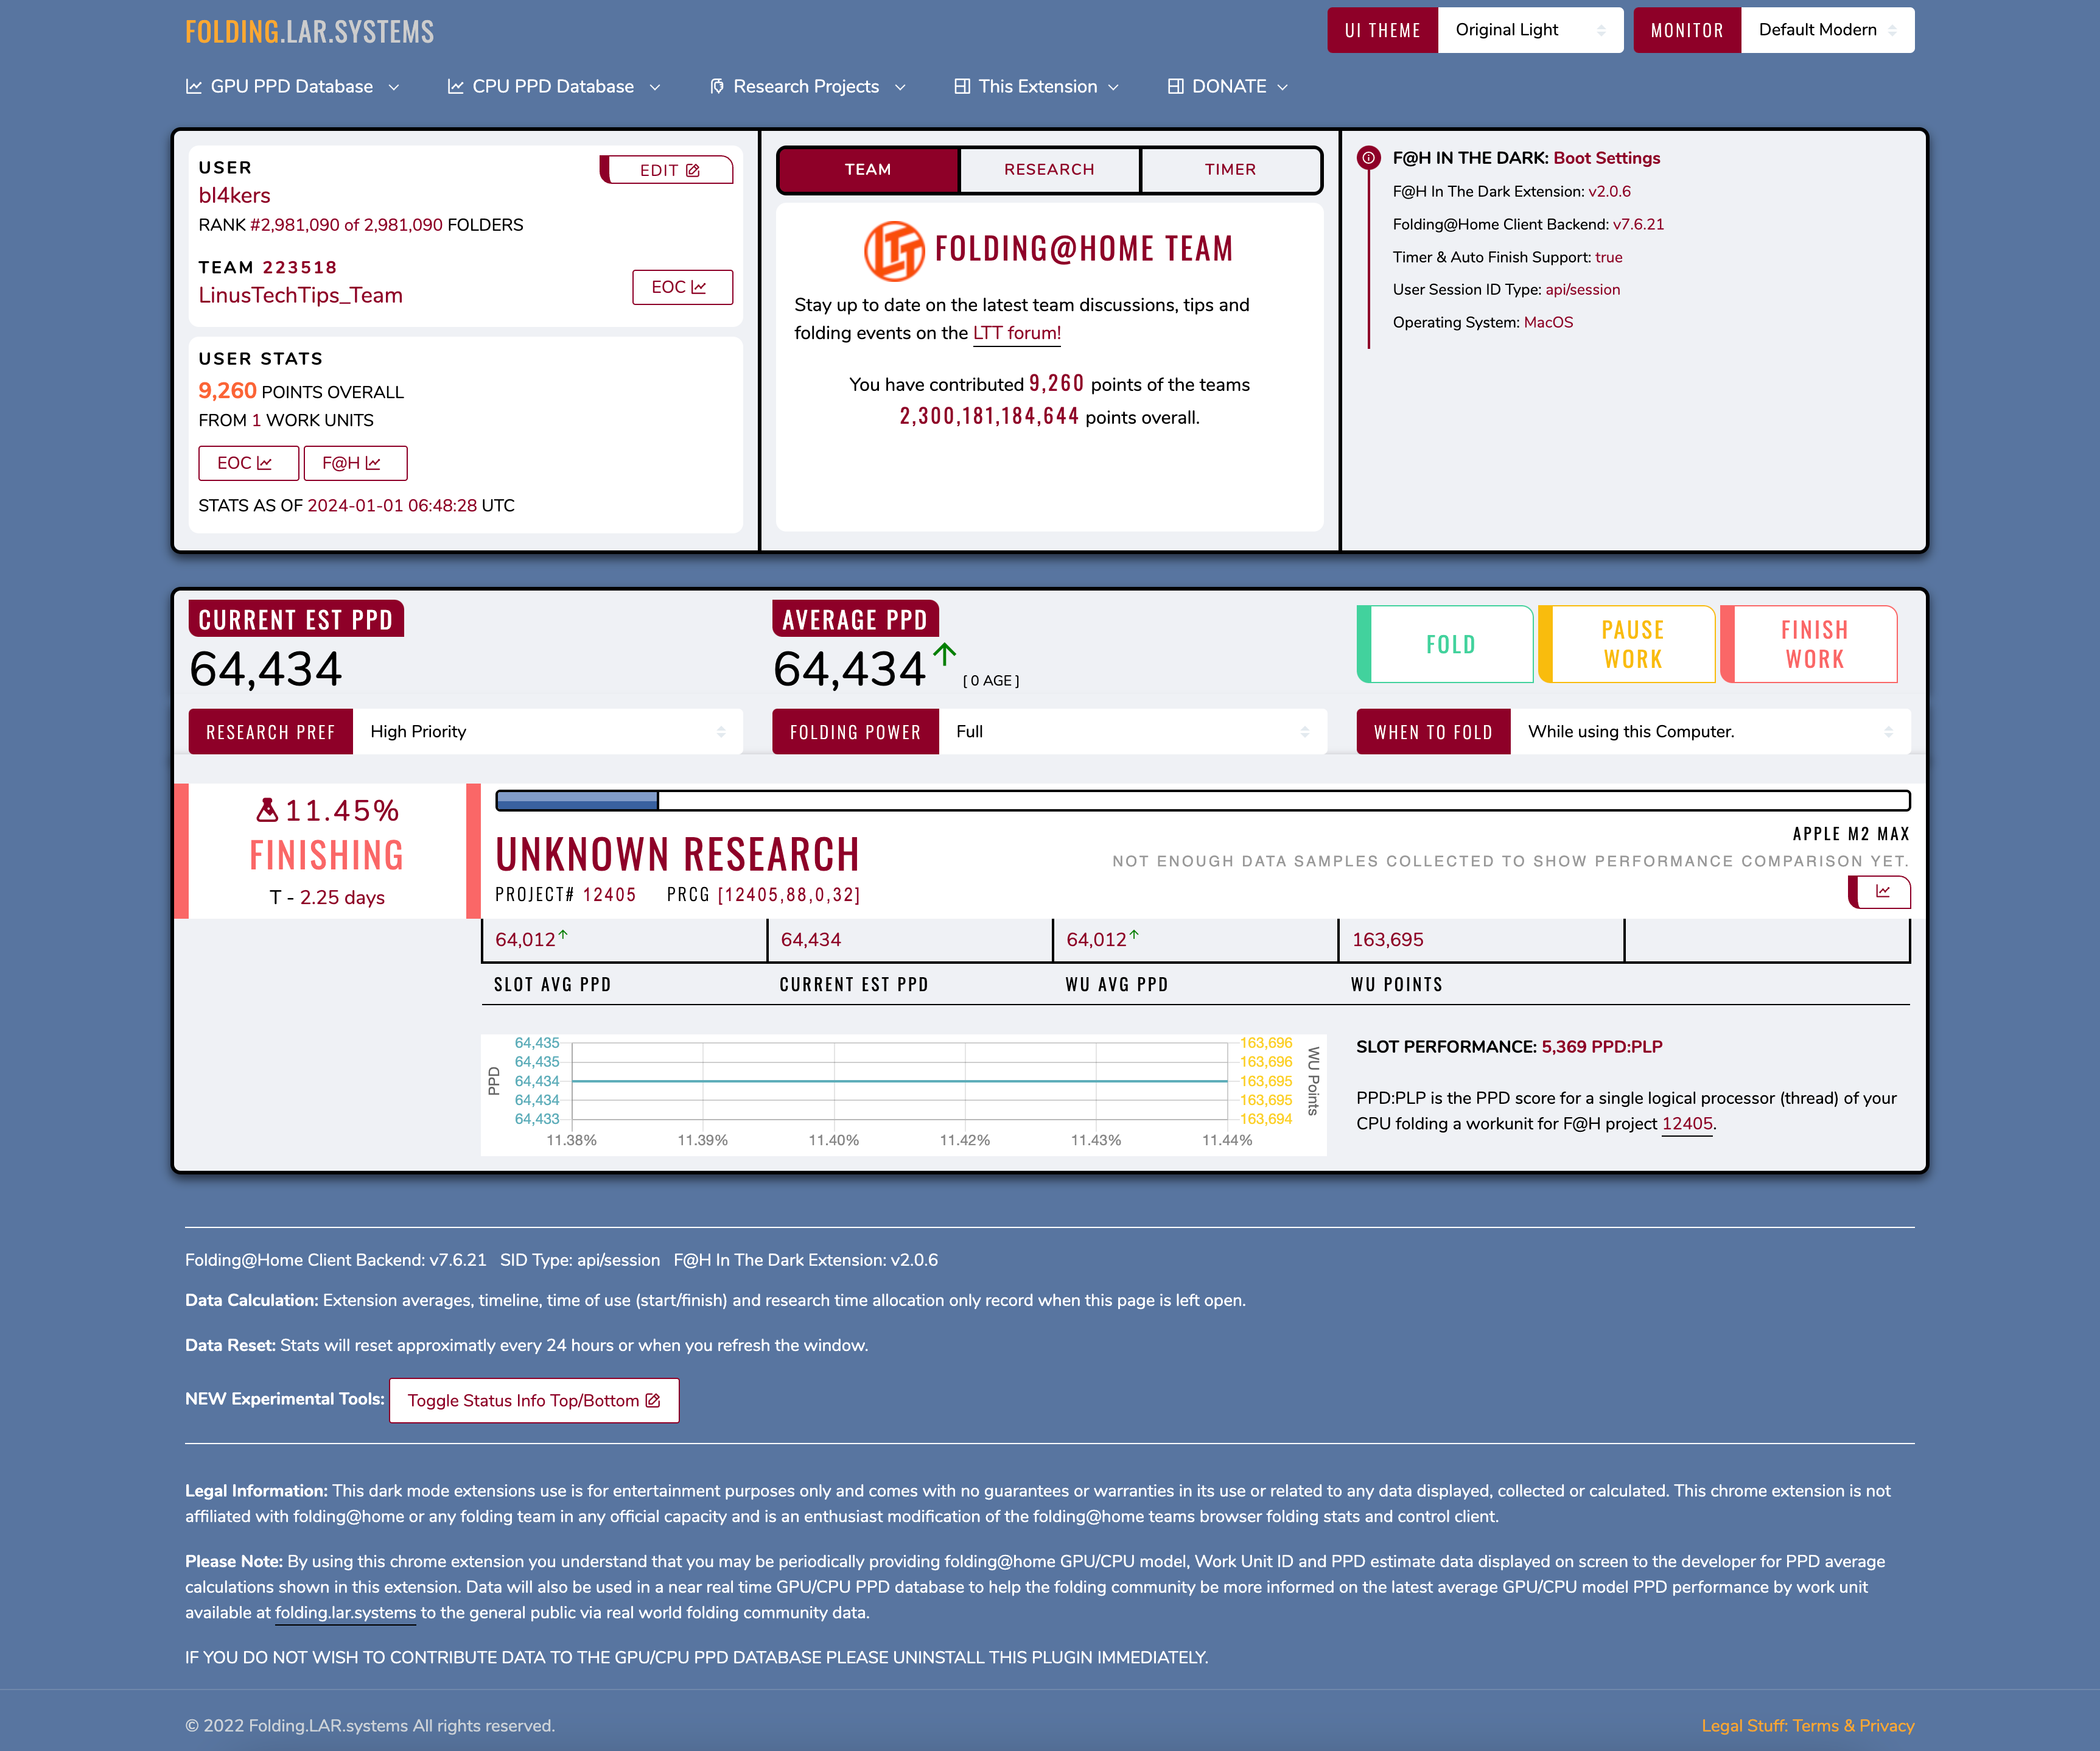 FOLDING.LAR.SYSTEMS
UI THEME Original Light MONITOR Default Modern
GPU PPD Database CPU PPD Database Research Projects This Extension DONATE
USER
EDIT
bl4kers
RANK #2,981,090 of 2,981,090 FOLDERS
TEAM 223518
LinusTechTips_Team
EOC
USER STATS
9,260 POINTS OVERALL
FROM 1 WORK UNITS
EOC F@H
STATS AS OF 2024-01-01 06:48:28 UTC
TEAM RESEARCH TIMER
LTT FOLDING@HOME TEAM
Stay up to date on the latest team discussions, tips and
folding events on the LTT forum!
You have contributed 9,260 points of the teams
2,300,181,184,644 points overall.
F@H IN THE DARK: Boot Settings
F@H In The Dark Extension: v2.0.6
Folding@Home Client Backend: v7.6.21
Timer & Auto Finish Support: true
User Session ID Type: api/session
Operating System: MacOS
CURRENT EST PPD
64,434
AVERAGE PPD
64,434 [ 0 AGE ]
FOLD
PAUSE
WORK
FINISH
WORK
RESEARCH PREF High Priority
FOLDING POWER Full
WHEN TO FOLD While using this Computer.
11.45%
FINISHING
T - 2.25 days
UNKNOWN RESEARCH
PROJECT# 12405 PRCG [12405,88,0,32]
APPLE M2 MAX
NOT ENOUGH DATA SAMPLES COLLECTED TO SHOW PERFORMANCE COMPARISON YET.
64,012 64,434 64,012 163,695
SLOT AVG PPD CURRENT EST PPD WU AVG PPD WU POINTS
PPD
64,435
64,435
64,434
64,434
64,433
163,696
163,696
163,695
163,695
163,694
WU Points
11.38% 11.39% 11.40% 11.42% 11.43% 11.44%
SLOT PERFORMANCE: 5,369 PPD:PLP
PPD:PLP is the PPD score for a single logical processor (thread) of your
CPU folding a workunit for F@H project 12405.
Folding@Home Client Backend: v7.6.21 SID Type: api/session F@H In The Dark Extension: v2.0.6
Data Calculation: Extension averages, timeline, time of use (start/finish) and research time allocation only record when this page is left open.
Data Reset: Stats will reset approximatly every 24 hours or when you refresh the window.
NEW Experimental Tools: Toggle Status Info Top/Bottom
Legal Information: This dark mode extensions use is for entertainment purposes only and comes with no guarantees or warranties in its use or related to any data displayed, collected or calculated. This chrome extension is not
affiliated with folding@home or any folding team in any official capacity and is an enthusiast modification of the folding@home teams browser folding stats and control client.
Please Note: By using this chrome extension you understand that you may be periodically providing folding@home GPU/CPU model, Work Unit ID and PPD estimate data displayed on screen to the developer for PPD average
calculations shown in this extension. Data will also be used in a near real time GPU/CPU PPD database to help the folding community be more informed on the latest average GPU/CPU model PPD performance by work unit
available at folding.lar.systems to the general public via real world folding community data.
IF YOU DO NOT WISH TO CONTRIBUTE DATA TO THE GPU/CPU PPD DATABASE PLEASE UNINSTALL THIS PLUGIN IMMEDIATELY.
© 2022 Folding.LAR.systems All rights reserved.
Legal Stuff: Terms & Privacy